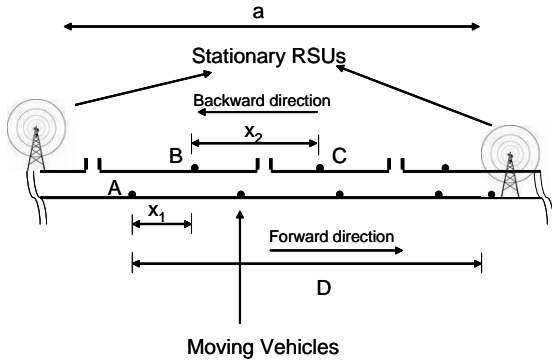 a
Stationary RSUs
Backward direction
x2
B
C
A
x1
Forward direction
D
Moving Vehicles